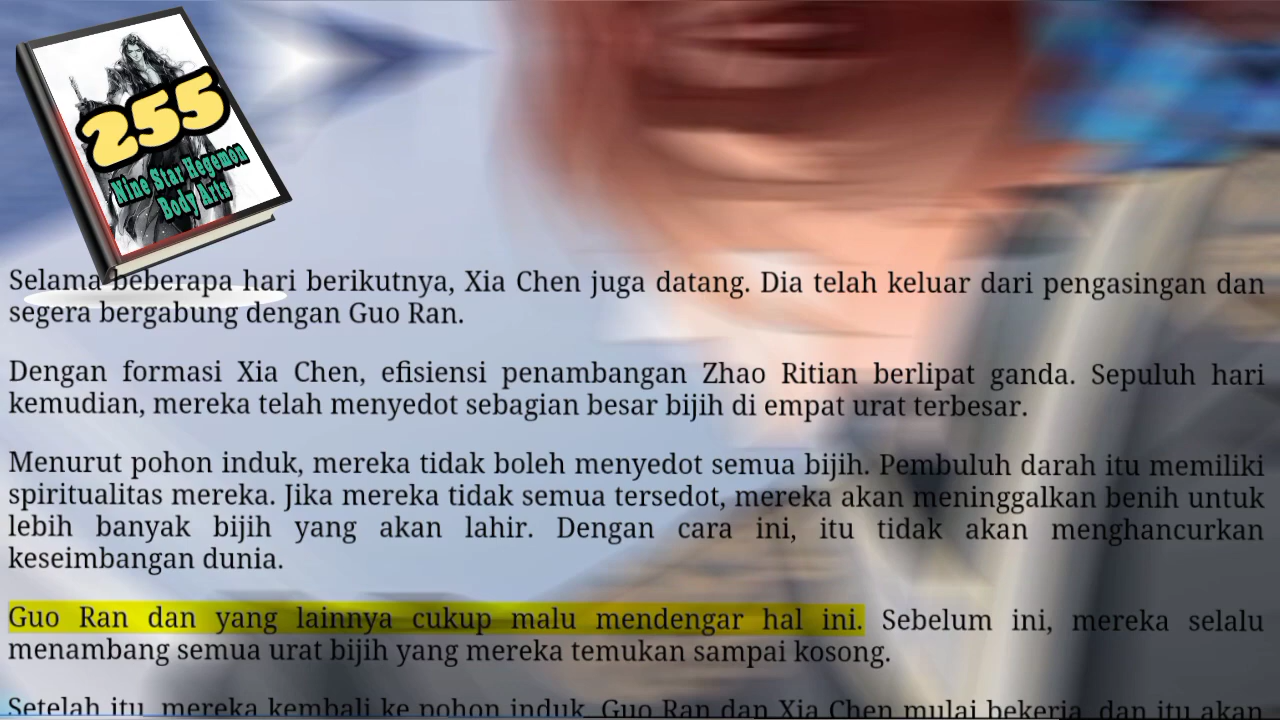 255
Nine Star Hegemon
Body Arts
Selama beberapa hari berikutnya, Xia Chen juga datang. Dia telah keluar dari pengasingan dan
segera bergabung dengan Guo Ran.
Dengan formasi Xia Chen, efisiensi penambangan Zhao Ritian berlipat ganda. Sepuluh hari
kemudian, mereka telah menyedot sebagian besar bijih di empat urat terbesar.
Menurut pohon induk, mereka tidak boleh menyedot semua bijih. Pembuluh darah itu memiliki
spiritualitas mereka. Jika mereka tidak semua tersedot, mereka akan meninggalkan benih untuk
lebih banyak bijih yang akan lahir. Dengan cara ini, itu tidak akan menghancurkan
keseimbangan dunia.
Guo Ran dan yang lainnya cukup malu mendengar hal ini. Sebelum ini, mereka selalu
menambang semua urat bijih yang mereka temukan sampai kosong.
Setelah itu, mereka kembali ke pohon induk. Guo Ran dan Xia Chen mulai bekerja, dan itu akan